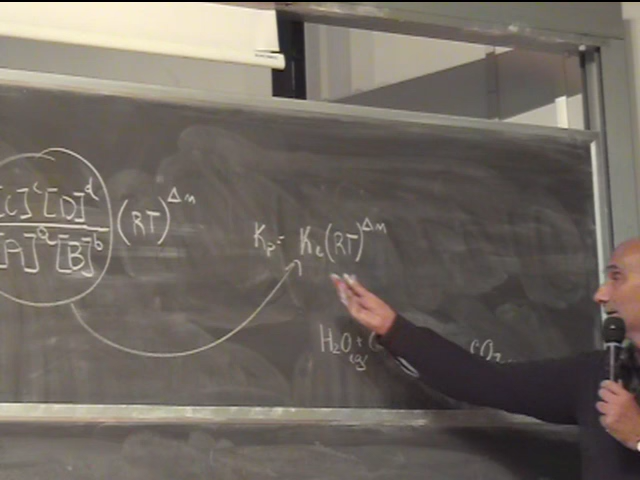 [C]ᶜ[D]ᵈ
[A]ᵃ[B]ᵇ
(RT)^Δn
Kp = Kc(RT)^Δn
H₂O +
(g)
CO₂